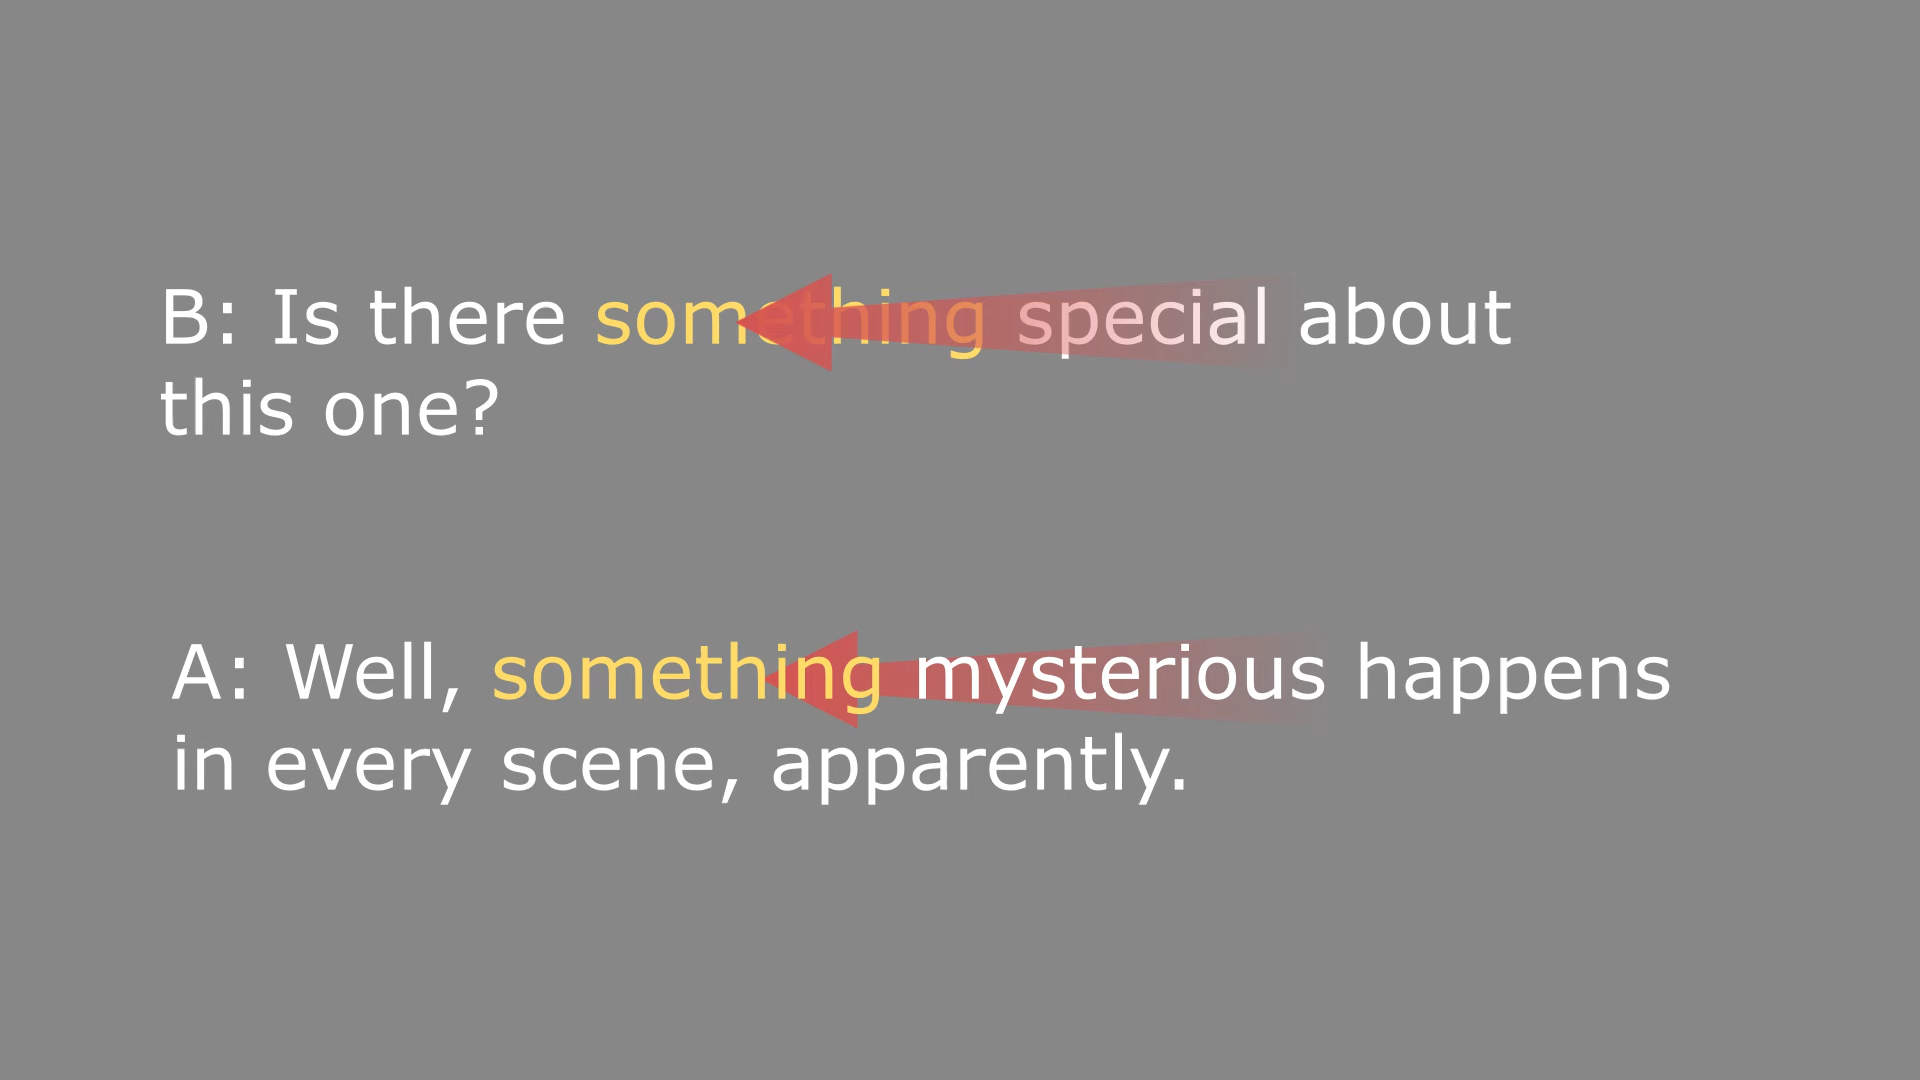 B: Is there something special about
this one?
A: Well, something mysterious happens
in every scene, apparently.